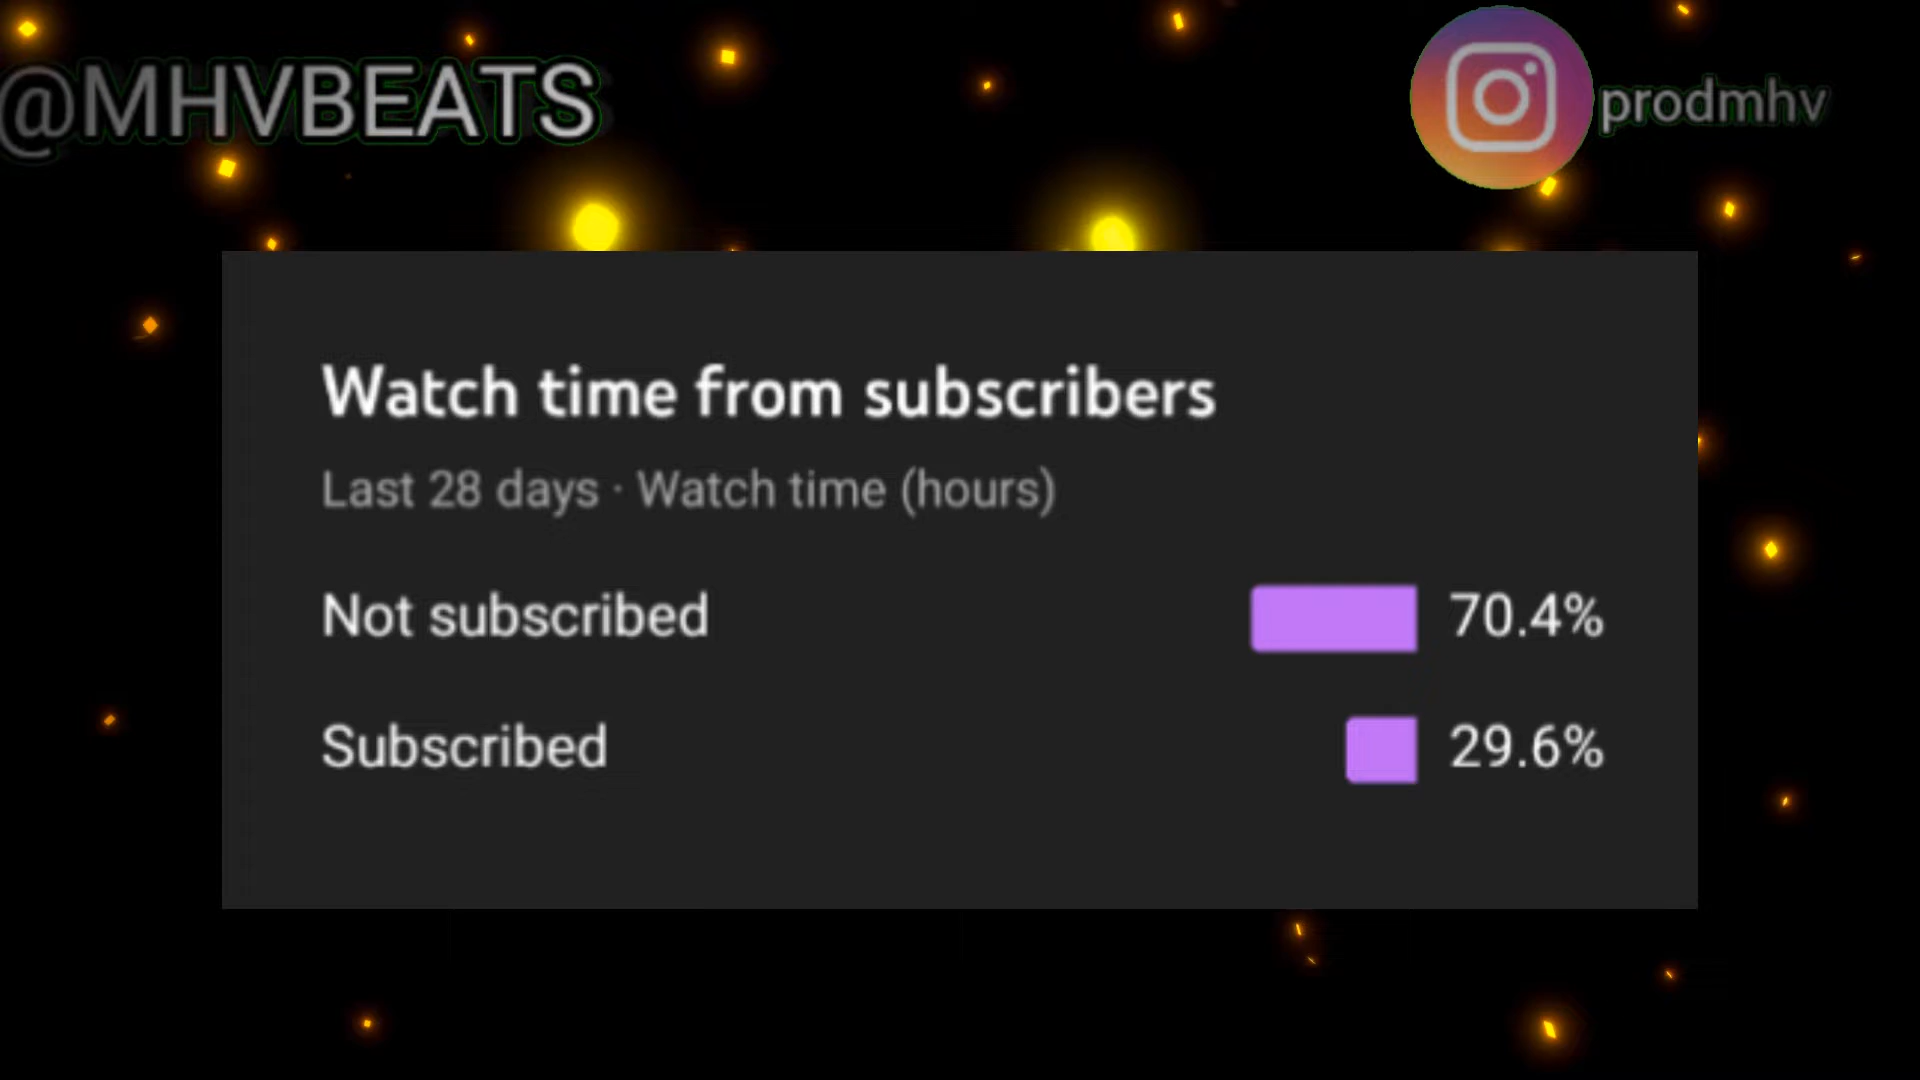 @MHVBEATS
prodmhv
Watch time from subscribers
Last 28 days · Watch time (hours)
Not subscribed 70.4%
Subscribed 29.6%